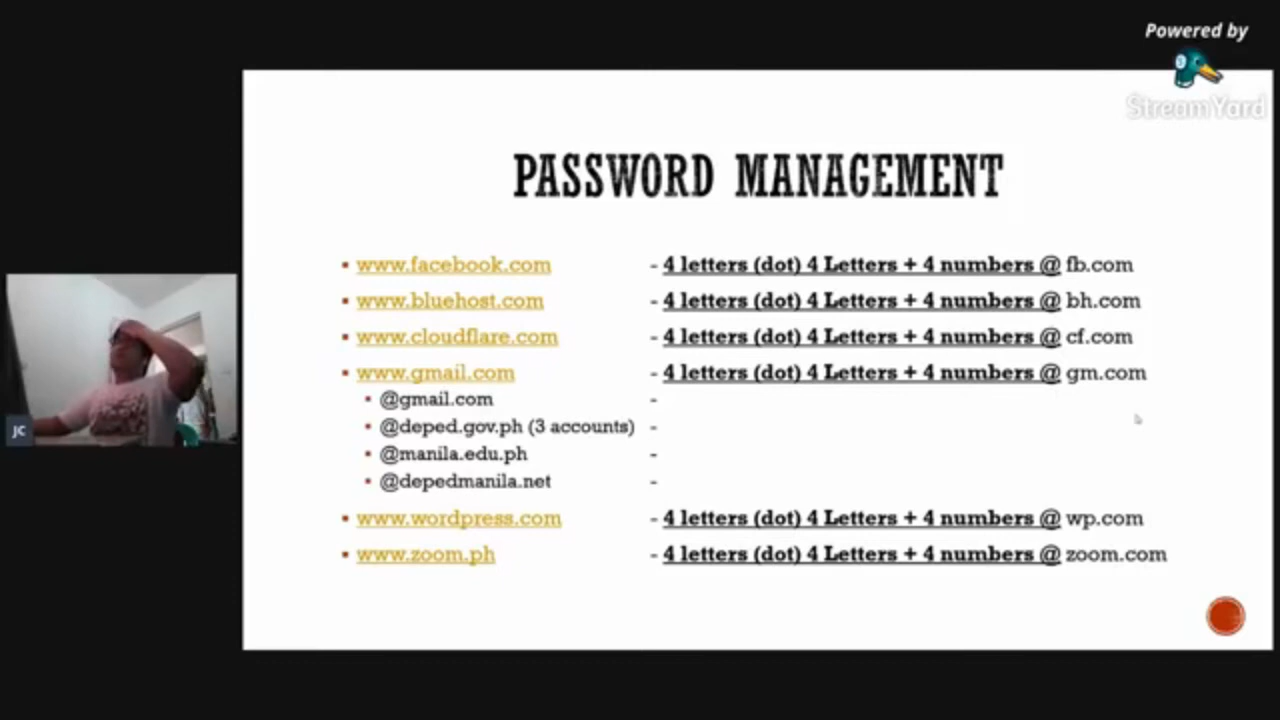 Powered by
StreamYard
PASSWORD MANAGEMENT
www.facebook.com - 4 letters (dot) 4 Letters + 4 numbers @ fb.com
www.bluehost.com - 4 letters (dot) 4 Letters + 4 numbers @ bh.com
www.cloudflare.com - 4 letters (dot) 4 Letters + 4 numbers @ cf.com
www.gmail.com - 4 letters (dot) 4 Letters + 4 numbers @ gm.com
@gmail.com -
@deped.gov.ph (3 accounts) -
@manila.edu.ph -
@depedmanila.net -
www.wordpress.com - 4 letters (dot) 4 Letters + 4 numbers @ wp.com
www.zoom.ph - 4 letters (dot) 4 Letters + 4 numbers @ zoom.com
JC